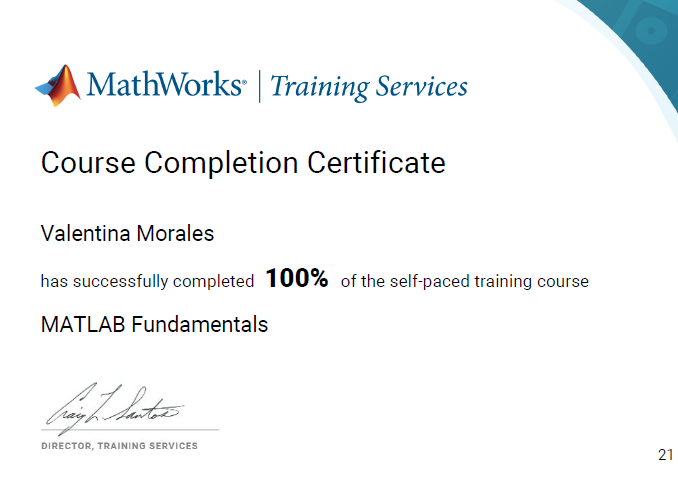 MathWorks® | Training Services
Course Completion Certificate
Valentina Morales
has successfully completed 100% of the self-paced training course
MATLAB Fundamentals
Craig L. Santos
DIRECTOR, TRAINING SERVICES
21